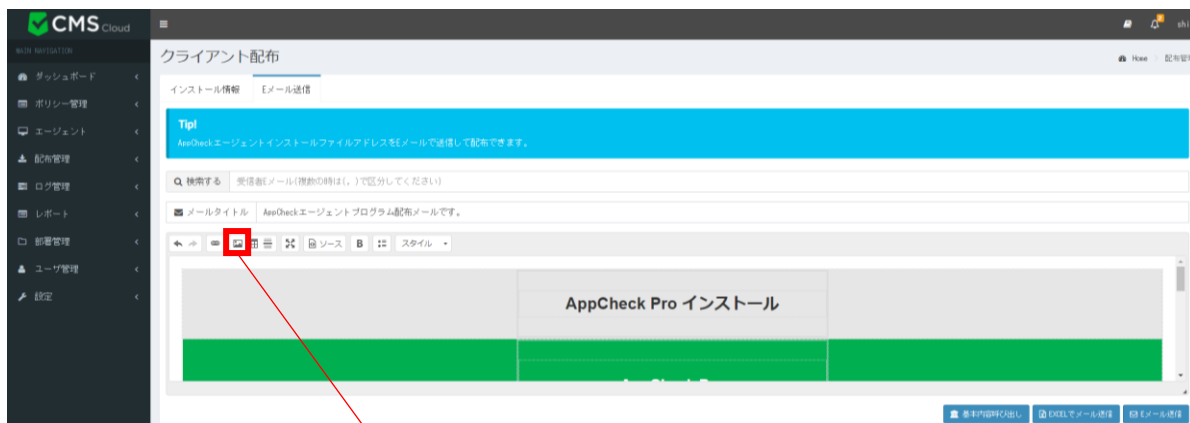 CMS Cloud
shi
MAIN NAVIGATION
ダッシュボード
ポリシー管理
エージェント
配布管理
ログ管理
レポート
部署管理
ユーザ管理
設定
クライアント配布
Home > 配布管理
インストール情報 Eメール送信
Tip!
AppCheckエージェントインストールファイルアドレスをEメールで送信して配布できます。
検索する 受信者Eメール(複数の時は(,)で区分してください)
メールタイトル AppCheckエージェントプログラム配布メールです。
ソース B スタイル
AppCheck Pro インストール
基本内容呼び出し EXCELでメール送信 Eメール送信